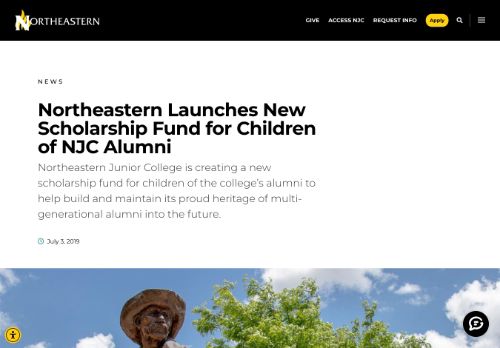 NORTHEASTERN
GIVE ACCESS NJC REQUEST INFO Apply
NEWS
Northeastern Launches New
Scholarship Fund for Children
of NJC Alumni
Northeastern Junior College is creating a new
scholarship fund for children of the college's alumni to
help build and maintain its proud heritage of multi-
generational alumni into the future.
July 3, 2019